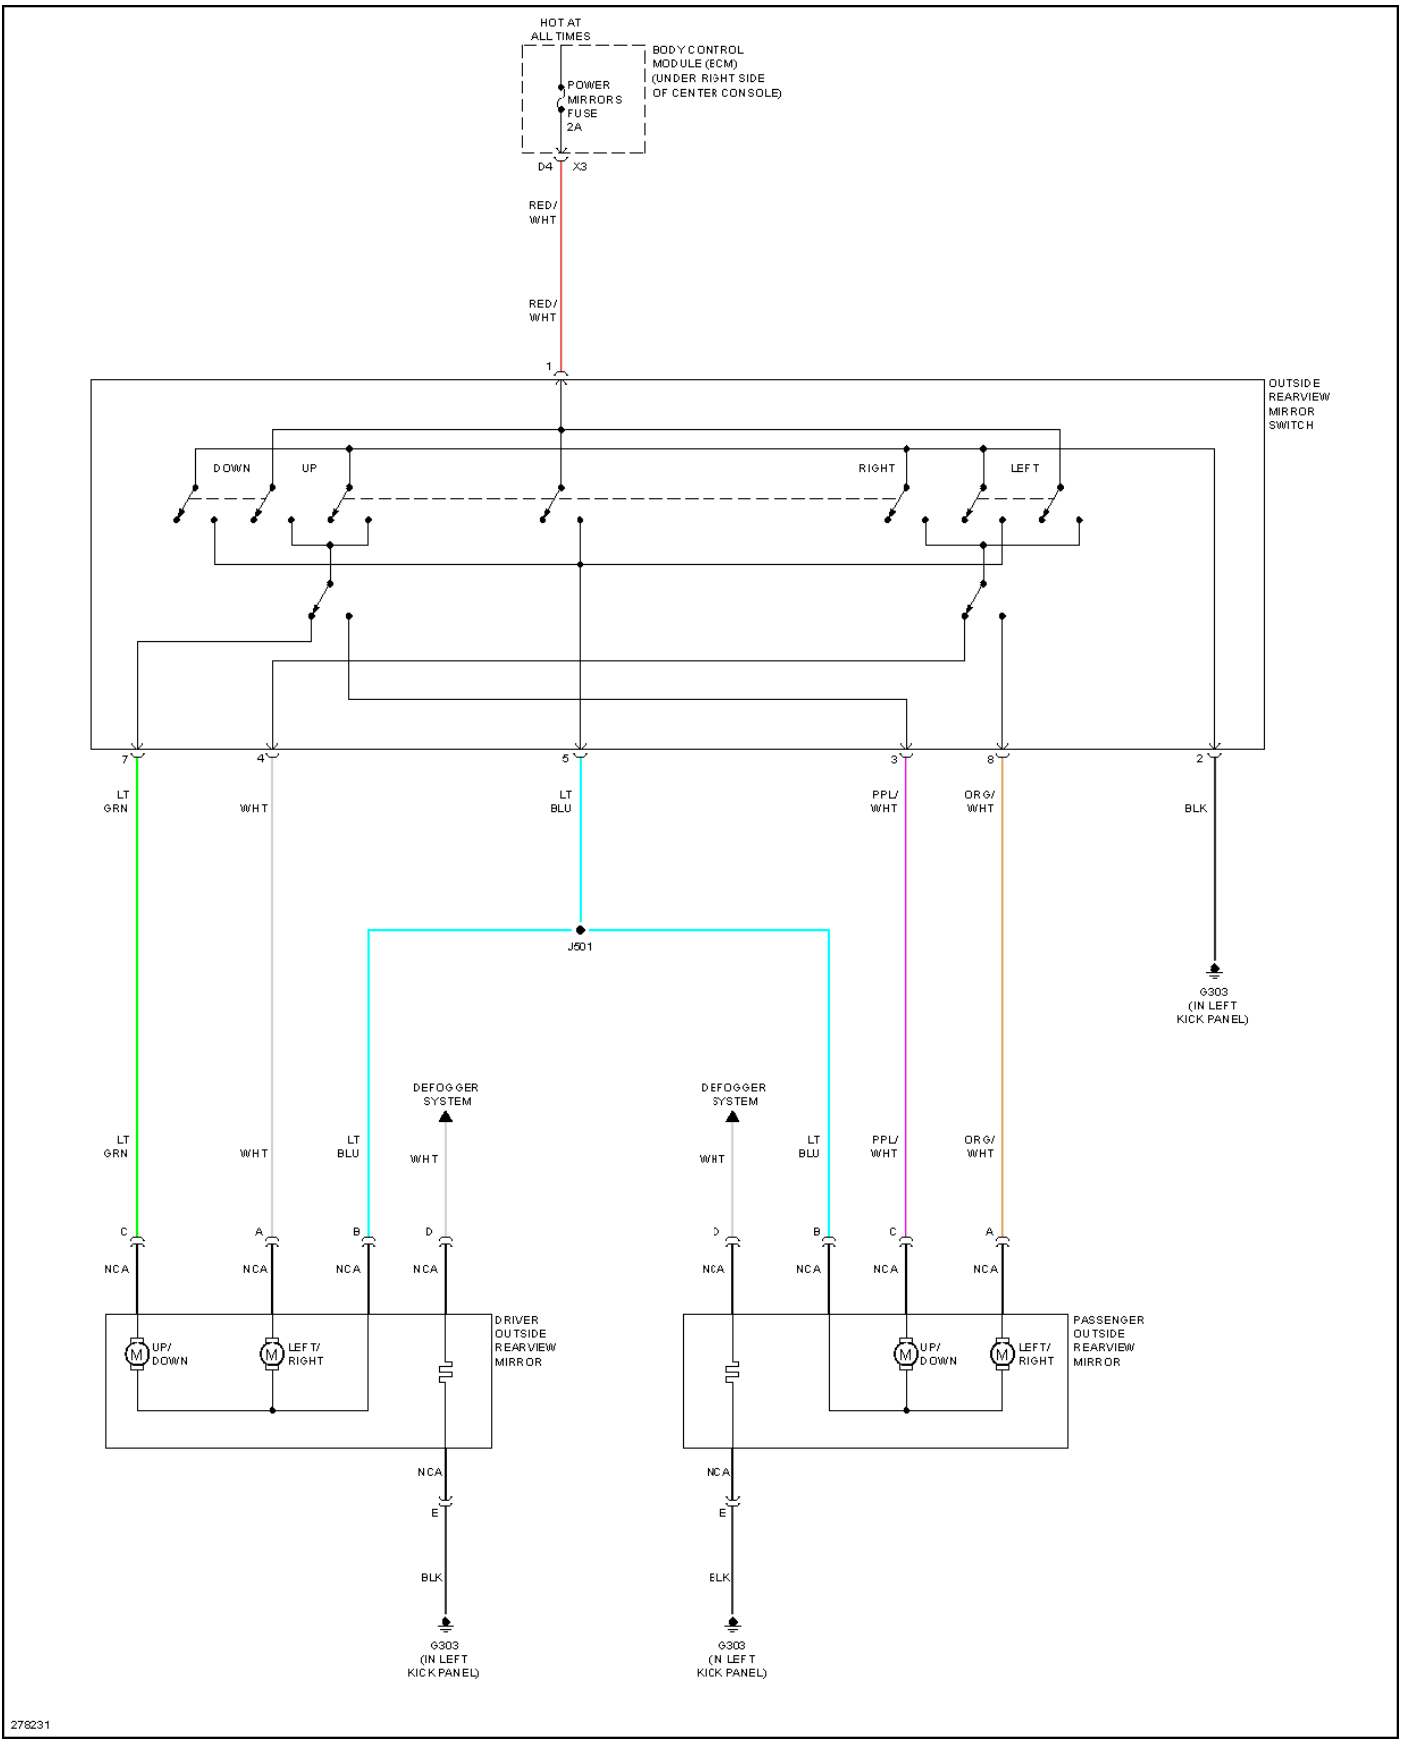 HOT AT
ALL TIMES
BODY CONTROL
MODULE (BCM)
(UNDER RIGHT SIDE
OF CENTER CONSOLE)
POWER
MIRRORS
FUSE
2A
D4 X3
RED/
WHT
RED/
WHT
1
OUTSIDE
REARVIEW
MIRROR
SWITCH
DOWN UP RIGHT LEFT
7 4 5 3 8 2
LT
GRN
WHT
LT
BLU
PPL/
WHT
ORG/
WHT
BLK
J501
G303
(IN LEFT
KICK PANEL)
DEFOGGER
SYSTEM
DEFOGGER
SYSTEM
LT
GRN
WHT
LT
BLU
WHT
WHT
LT
BLU
PPL/
WHT
ORG/
WHT
C A B D D B C A
NCA NCA NCA NCA NCA NCA NCA NCA
DRIVER
OUTSIDE
REARVIEW
MIRROR
PASSENGER
OUTSIDE
REARVIEW
MIRROR
M UP/
DOWN
M LEFT/
RIGHT
M UP/
DOWN
M LEFT/
RIGHT
NCA NCA
E E
BLK BLK
G303
(IN LEFT
KICK PANEL)
G303
(IN LEFT
KICK PANEL)
278231